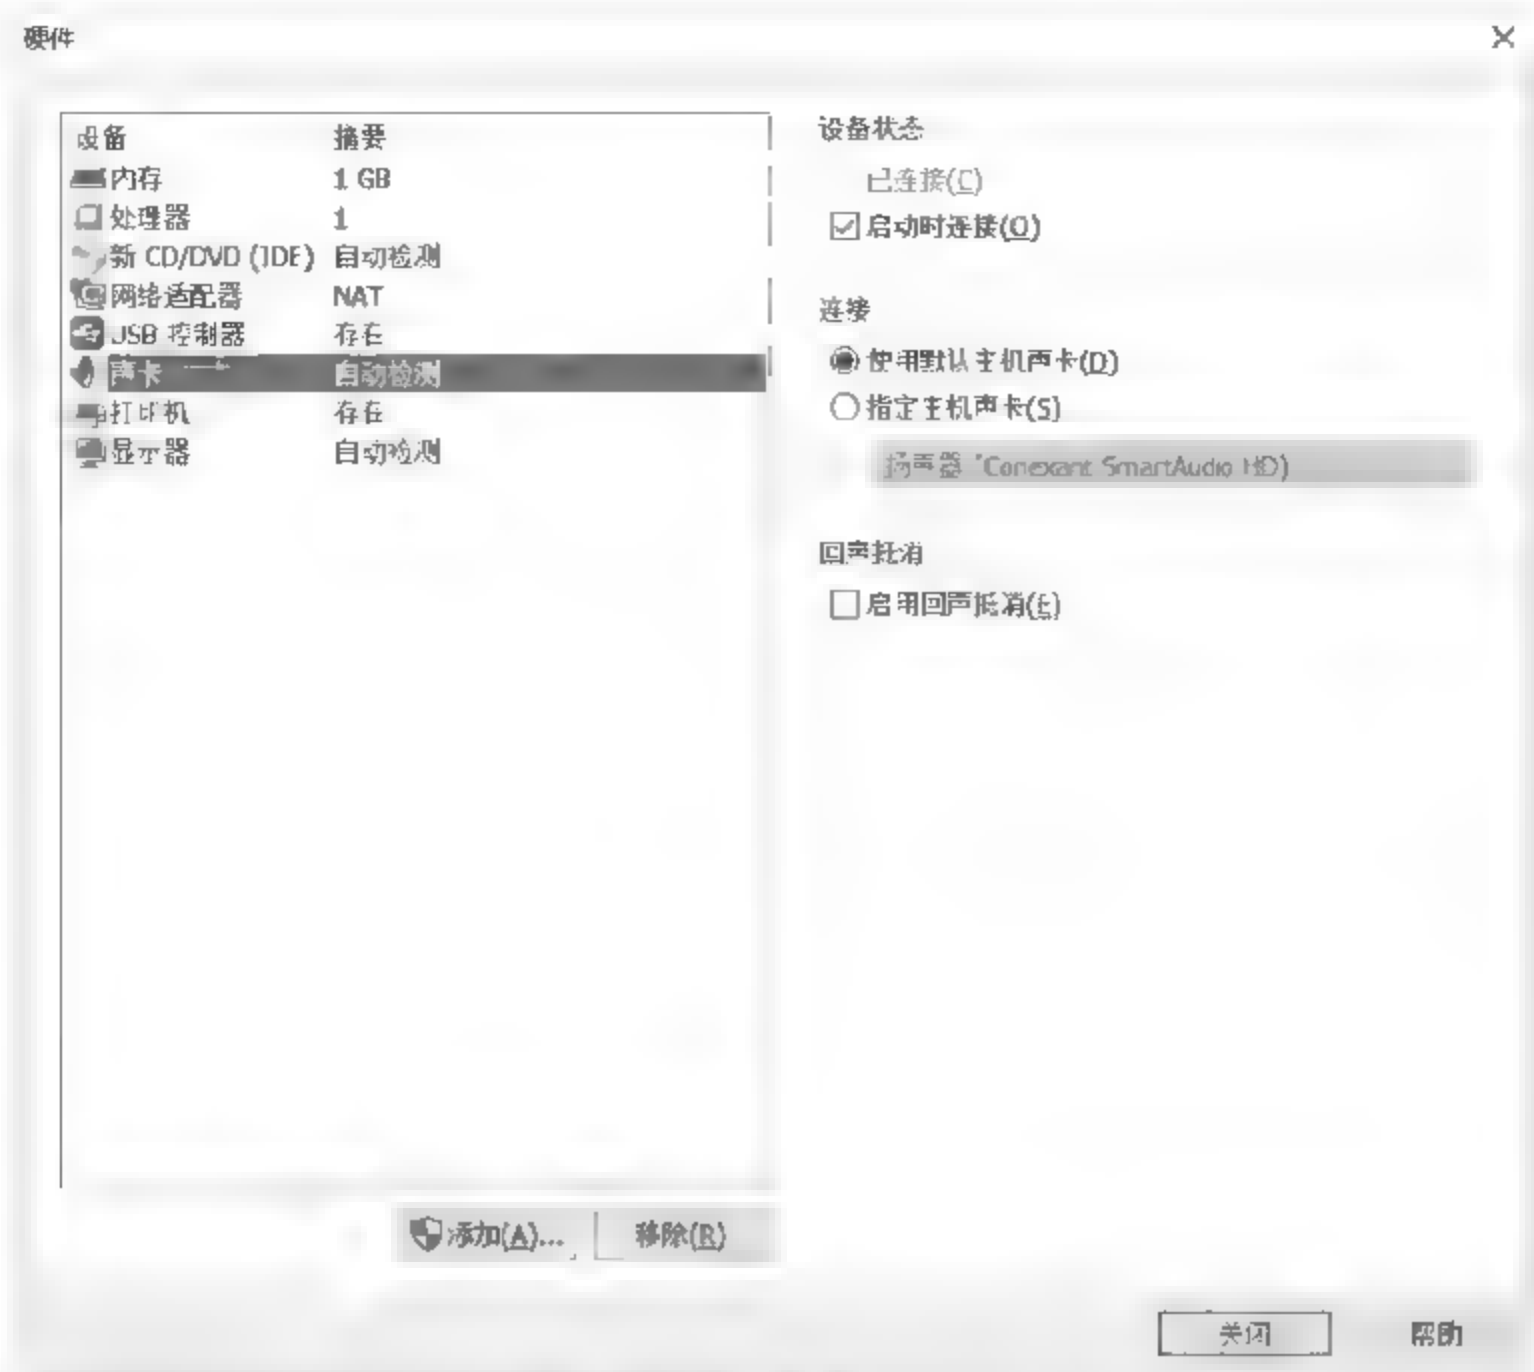 硬件
设备 摘要
内存 1 GB
处理器 1
新 CD/DVD (IDE) 自动检测
网络适配器 NAT
USB 控制器 存在
声卡 自动检测
打印机 存在
显示器 自动检测
添加(A)... 移除(R)
设备状态
已连接(C)
启动时连接(O)
连接
使用默认主机声卡(D)
指定主机声卡(S)
扬声器 (Conexant SmartAudio HD)
回声抵消
启用回声抵消(E)
关闭 帮助